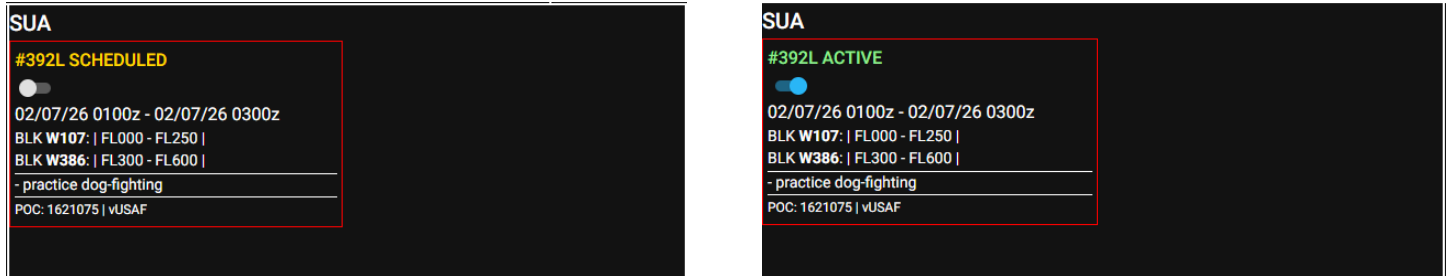 SUA
#392L SCHEDULED
02/07/26 0100z - 02/07/26 0300z
BLK W107: | FL000 - FL250 |
BLK W386: | FL300 - FL600 |
- practice dog-fighting
POC: 1621075 | vUSAF
SUA
#392L ACTIVE
02/07/26 0100z - 02/07/26 0300z
BLK W107: | FL000 - FL250 |
BLK W386: | FL300 - FL600 |
- practice dog-fighting
POC: 1621075 | vUSAF